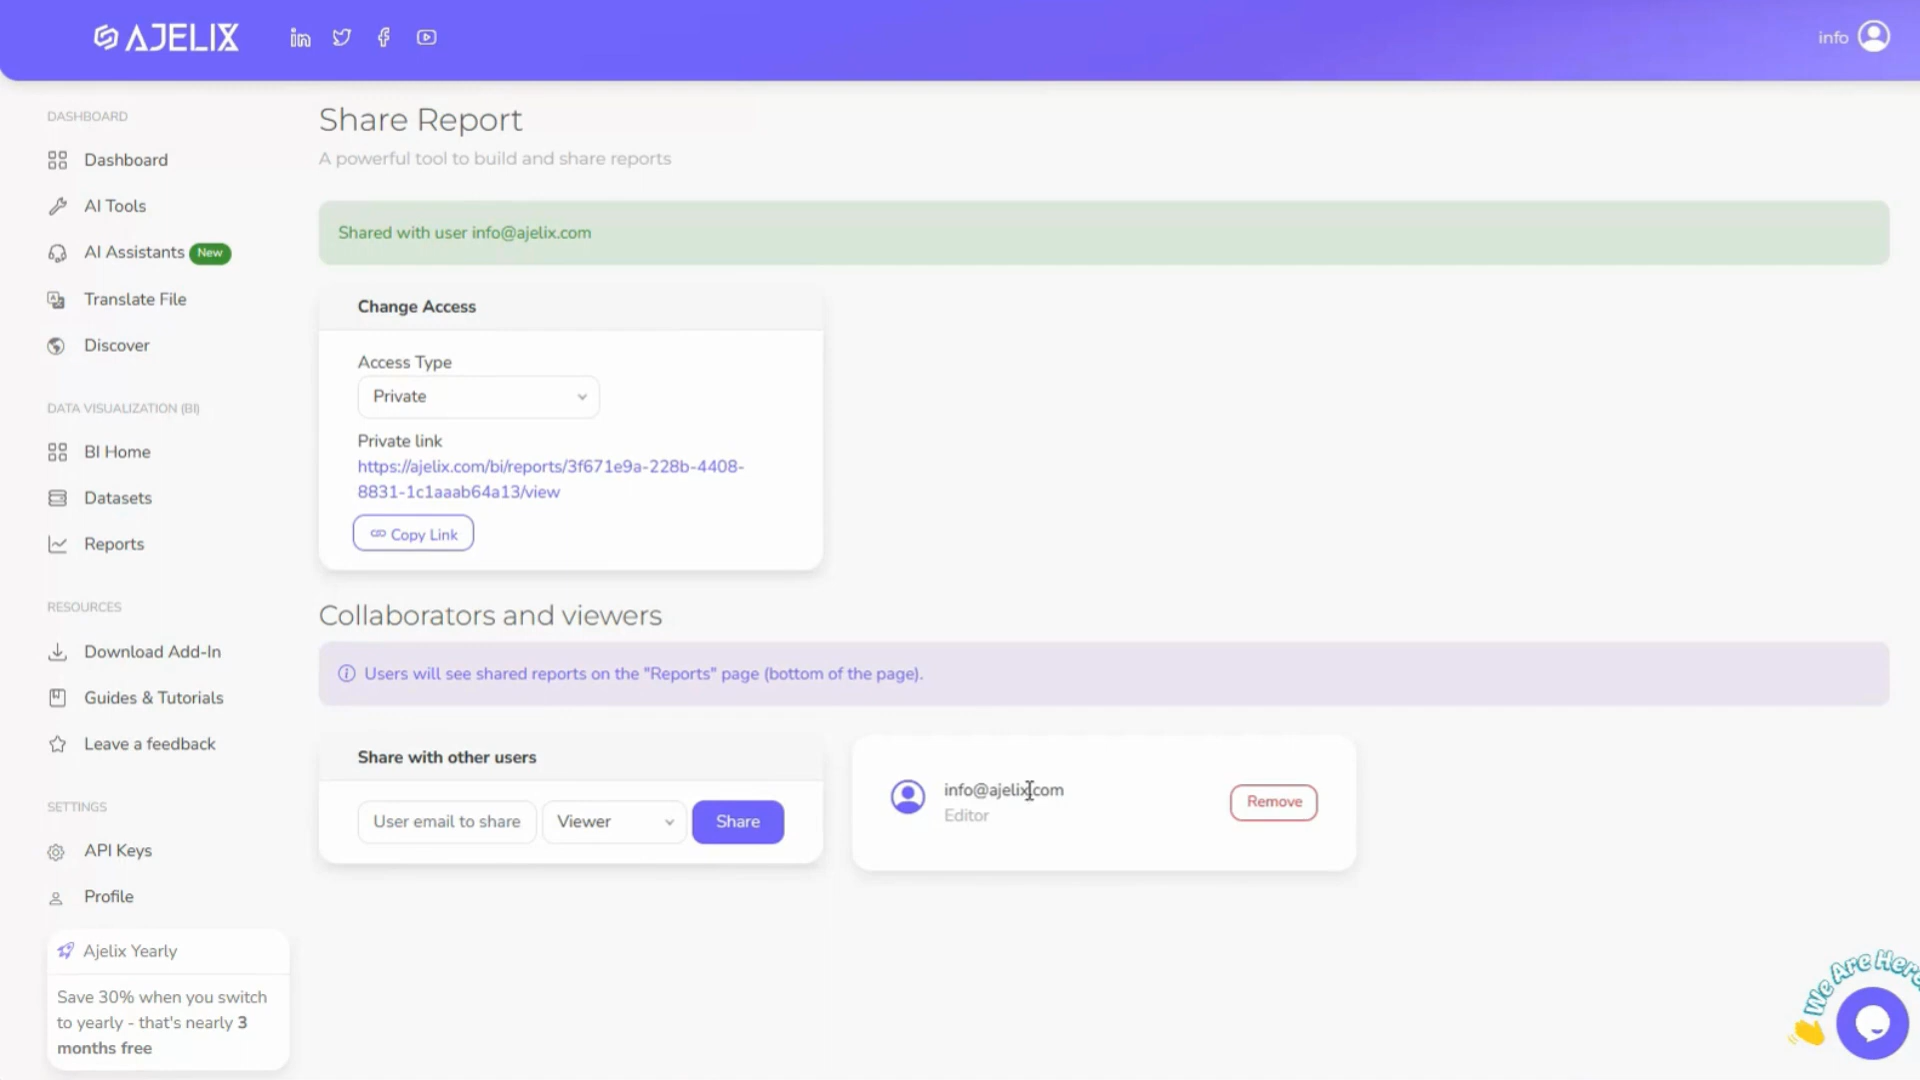 AJELIX
info
DASHBOARD
Dashboard
AI Tools
AI Assistants New
Translate File
Discover
DATA VISUALIZATION (BI)
BI Home
Datasets
Reports
RESOURCES
Download Add-In
Guides & Tutorials
Leave a feedback
SETTINGS
API Keys
Profile
Ajelix Yearly
Save 30% when you switch
to yearly - that's nearly 3
months free
Share Report
A powerful tool to build and share reports
Shared with user info@ajelix.com
Change Access
Access Type
Private
Private link
https://ajelix.com/bi/reports/3f671e9a-228b-4408-
8831-1c1aaab64a13/view
Copy Link
Collaborators and viewers
Users will see shared reports on the "Reports" page (bottom of the page).
Share with other users
User email to share Viewer Share
info@ajelix.com
Editor
Remove
We Are Here